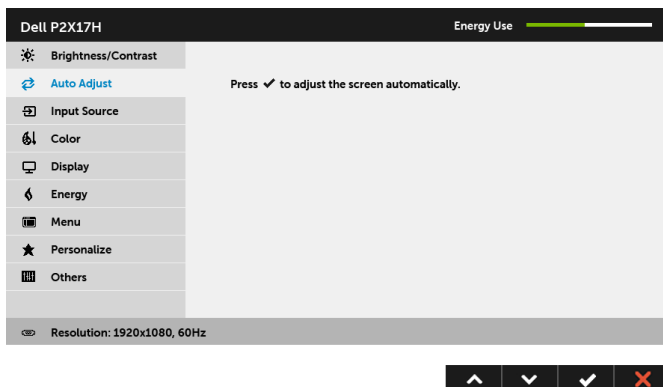 Dell P2X17H
Energy Use
Brightness/Contrast
Auto Adjust
Press ✓ to adjust the screen automatically.
Input Source
Color
Display
Energy
Menu
Personalize
Others
Resolution: 1920x1080, 60Hz